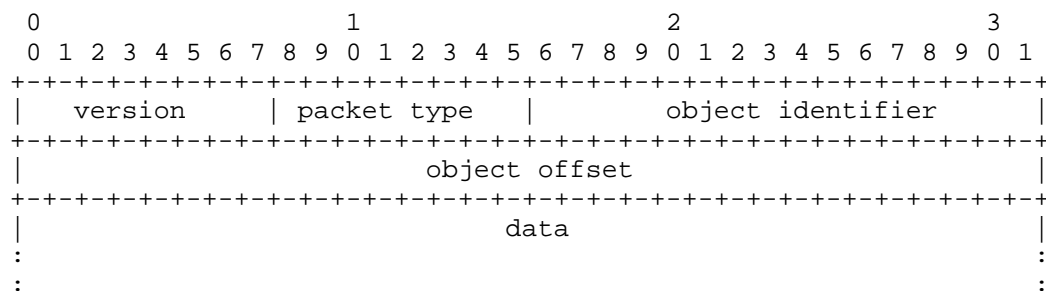 0                   1                   2                   3
 0 1 2 3 4 5 6 7 8 9 0 1 2 3 4 5 6 7 8 9 0 1 2 3 4 5 6 7 8 9 0 1
+-+-+-+-+-+-+-+-+-+-+-+-+-+-+-+-+-+-+-+-+-+-+-+-+-+-+-+-+-+-+-+-+
|    version    |  packet type  |       object identifier       |
+-+-+-+-+-+-+-+-+-+-+-+-+-+-+-+-+-+-+-+-+-+-+-+-+-+-+-+-+-+-+-+-+
|                         object offset                         |
+-+-+-+-+-+-+-+-+-+-+-+-+-+-+-+-+-+-+-+-+-+-+-+-+-+-+-+-+-+-+-+-+
|                              data                             |
:                                                               :
:                                                               :